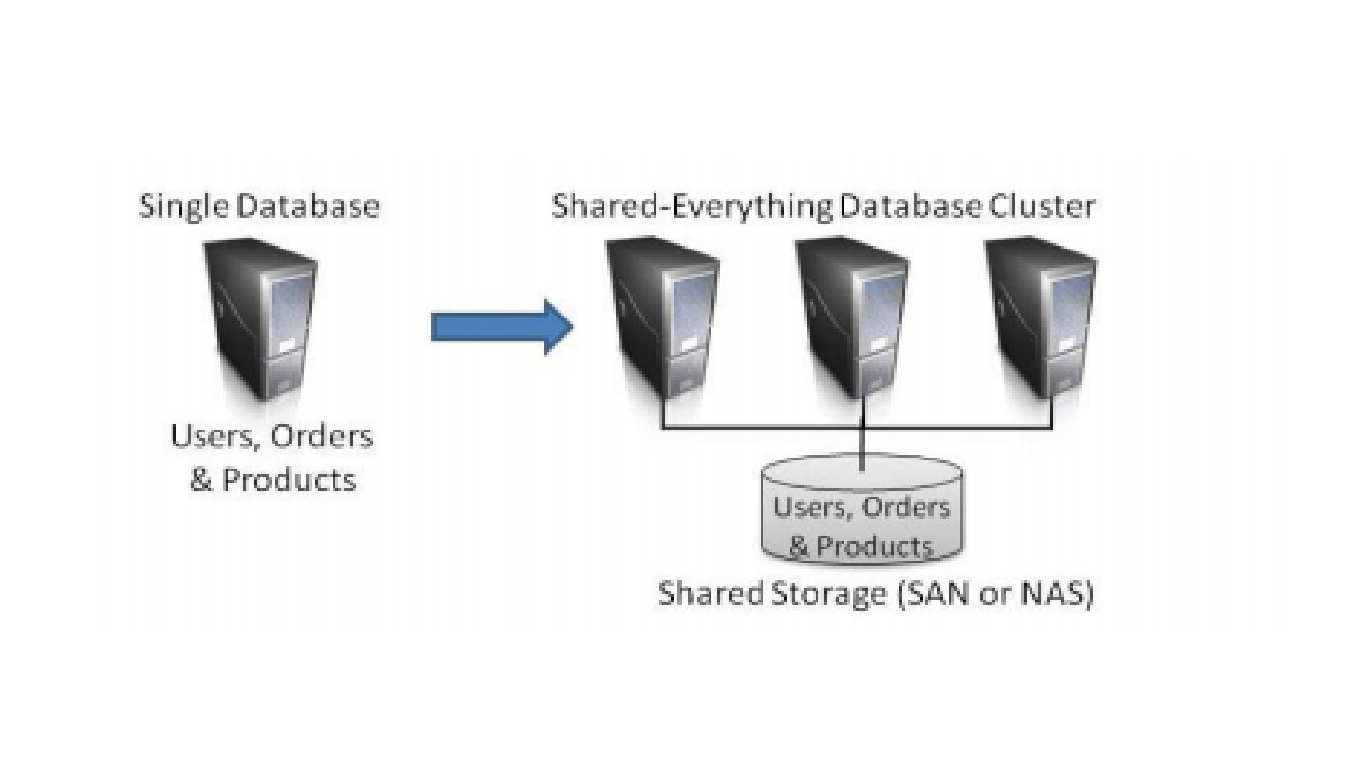 Single Database
Shared-Everything Database Cluster
Users, Orders
& Products
Users, Orders
& Products
Shared Storage (SAN or NAS)